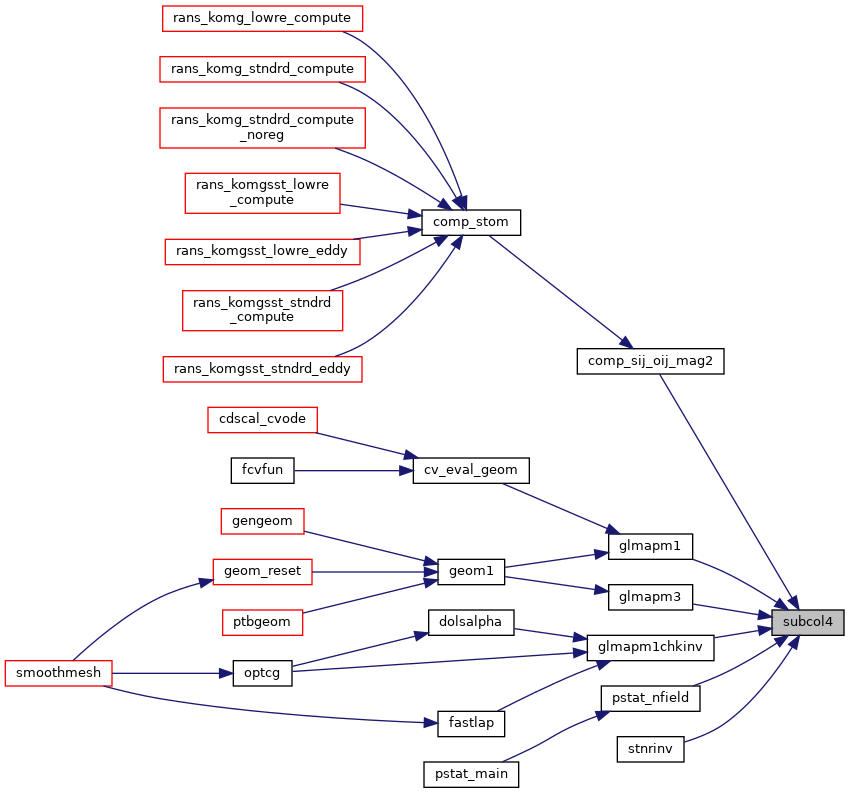 rans_komg_lowre_compute
rans_komg_stndrd_compute
rans_komg_stndrd_compute
_noreg
rans_komgsst_lowre
_compute
comp_stom
rans_komgsst_lowre_eddy
rans_komgsst_stndrd
_compute
rans_komgsst_stndrd_eddy
comp_sij_oij_mag2
cdscal_cvode
fcvfun
cv_eval_geom
gengeom
glmapm1
geom_reset
geom1
glmapm3
ptbgeom
dolsalpha
subcol4
glmapm1chkinv
smoothmesh
optcg
pstat_nfield
fastlap
stnrinv
pstat_main